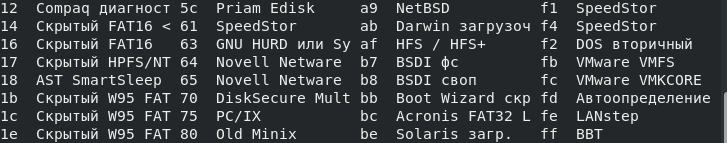 12  Compaq диагност 5c  Priam Edisk     a9  NetBSD          f1  SpeedStor
14  Скрытый FAT16 < 61  SpeedStor       ab  Darwin загрузоч f4  SpeedStor
16  Скрытый FAT16   63  GNU HURD или Sy af  HFS / HFS+      f2  DOS вторичный
17  Скрытый HPFS/NT 64  Novell Netware  b7  BSDI фс         fb  VMware VMFS
18  AST SmartSleep  65  Novell Netware  b8  BSDI своп       fc  VMware VMKCORE
1b  Скрытый W95 FAT 70  DiskSecure Mult bb  Boot Wizard скр fd  Автоопределение
1c  Скрытый W95 FAT 75  PC/IX           bc  Acronis FAT32 L fe  LANstep
1e  Скрытый W95 FAT 80  Old Minix       be  Solaris загр.   ff  BBT